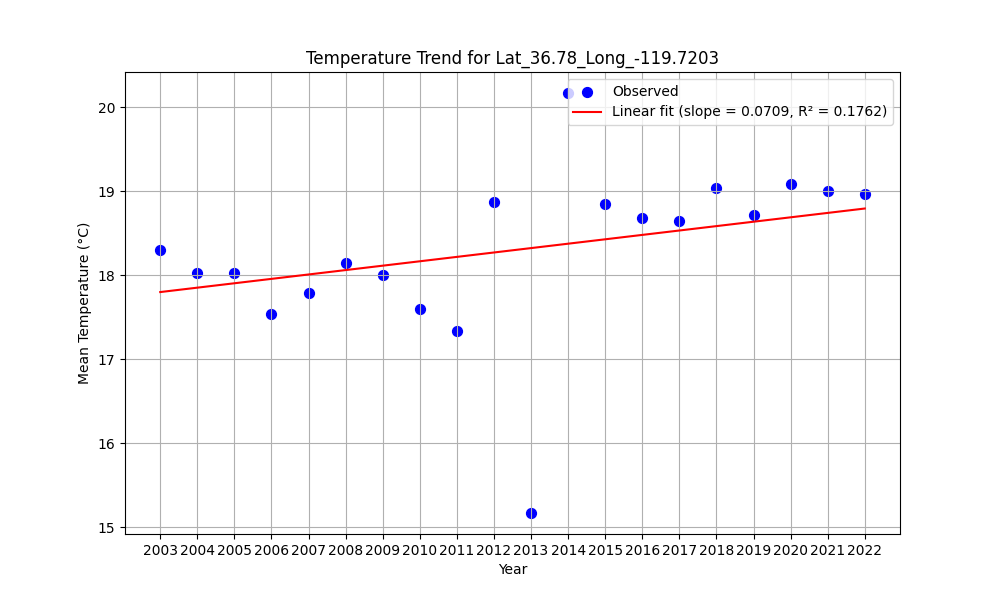 Temperature Trend for Lat_36.78_Long_-119.7203
Observed
Linear fit (slope = 0.0709, R² = 0.1762)
Mean Temperature (°C)
20
19
18
17
16
15
2003 2004 2005 2006 2007 2008 2009 2010 2011 2012 2013 2014 2015 2016 2017 2018 2019 2020 2021 2022
Year